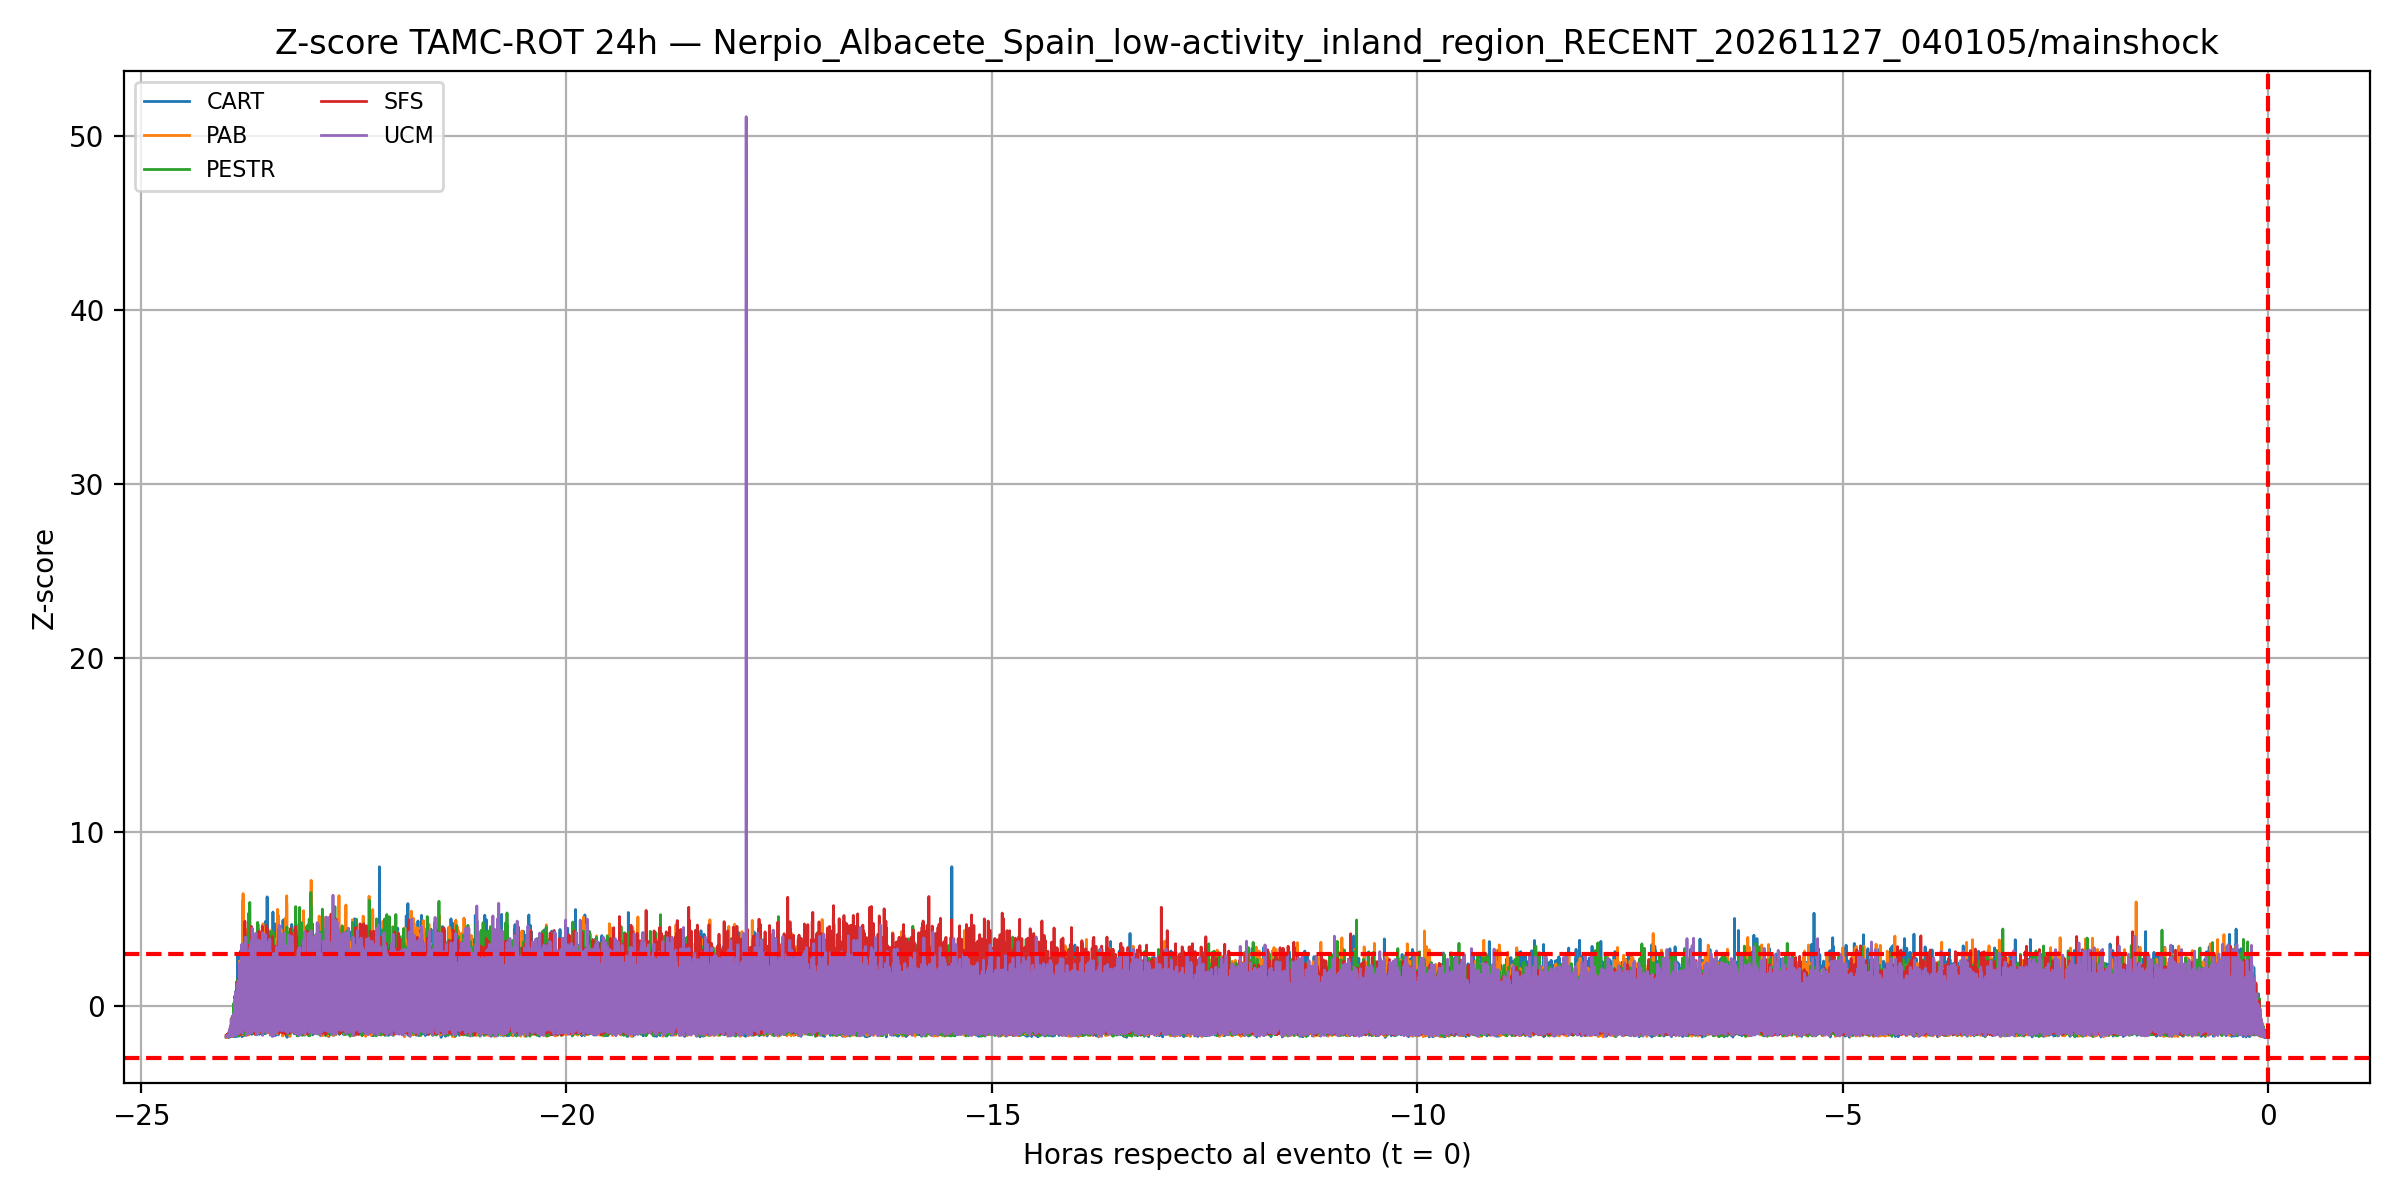 Z-score TAMC-ROT 24h — Nerpio_Albacete_Spain_low-activity_inland_region_RECENT_20261127_040105/mainshock
CART
PAB
PESTR
SFS
UCM
50
40
30
20
10
0
Z-score
−25
−20
−15
−10
−5
0
Horas respecto al evento (t = 0)